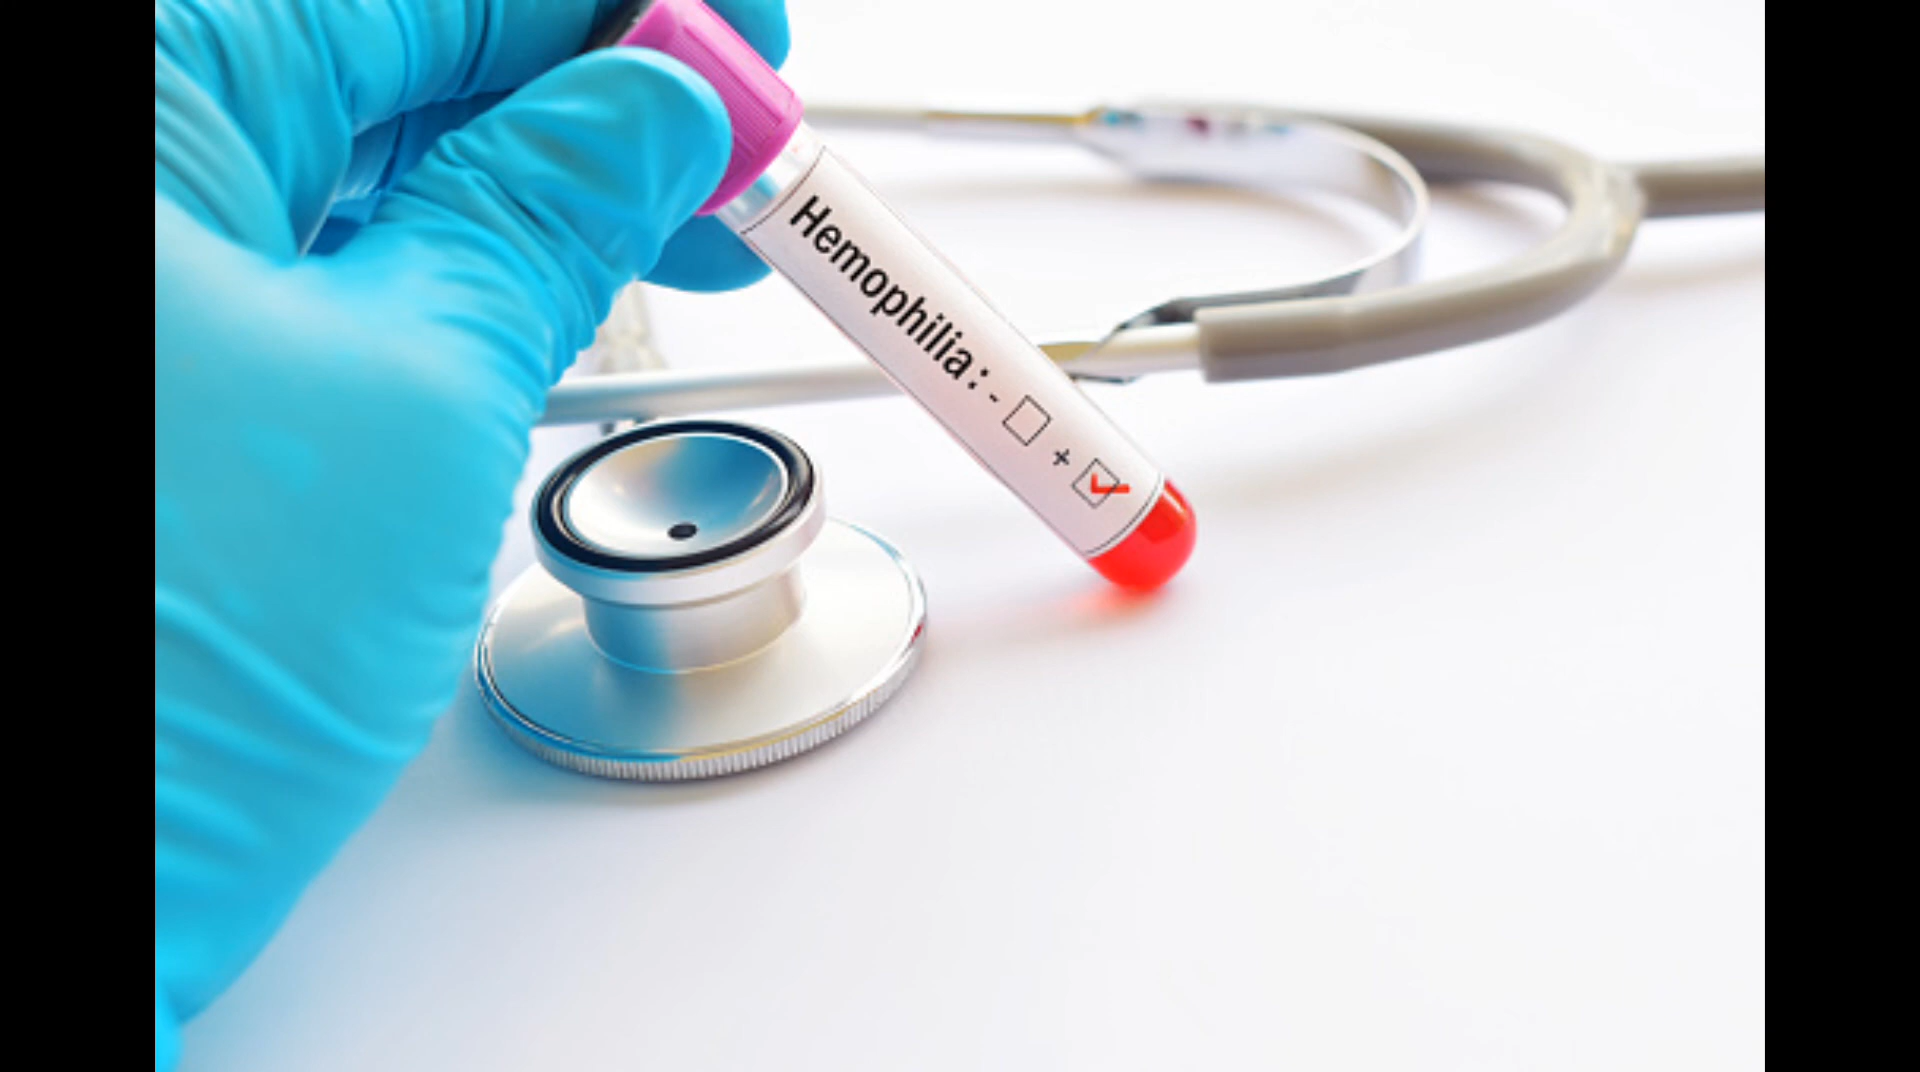 Hemophilia: - ☐ + ☑